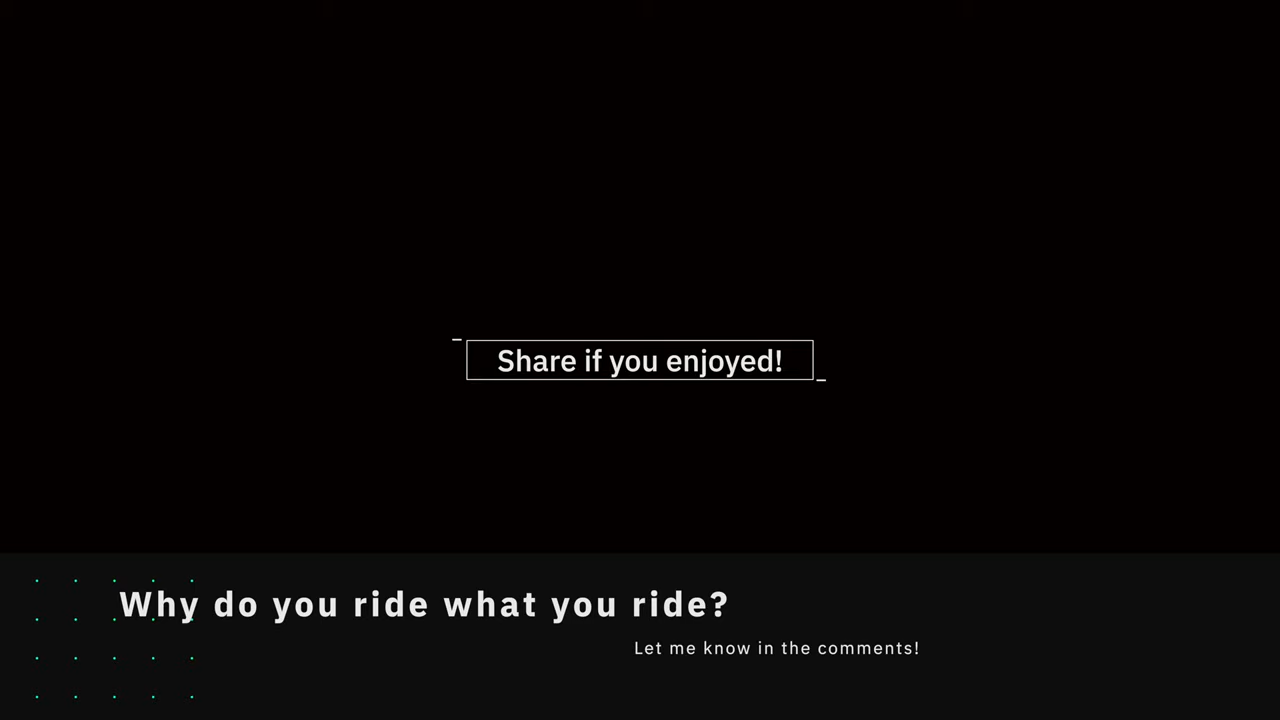 Share if you enjoyed!
Why do you ride what you ride?
Let me know in the comments!